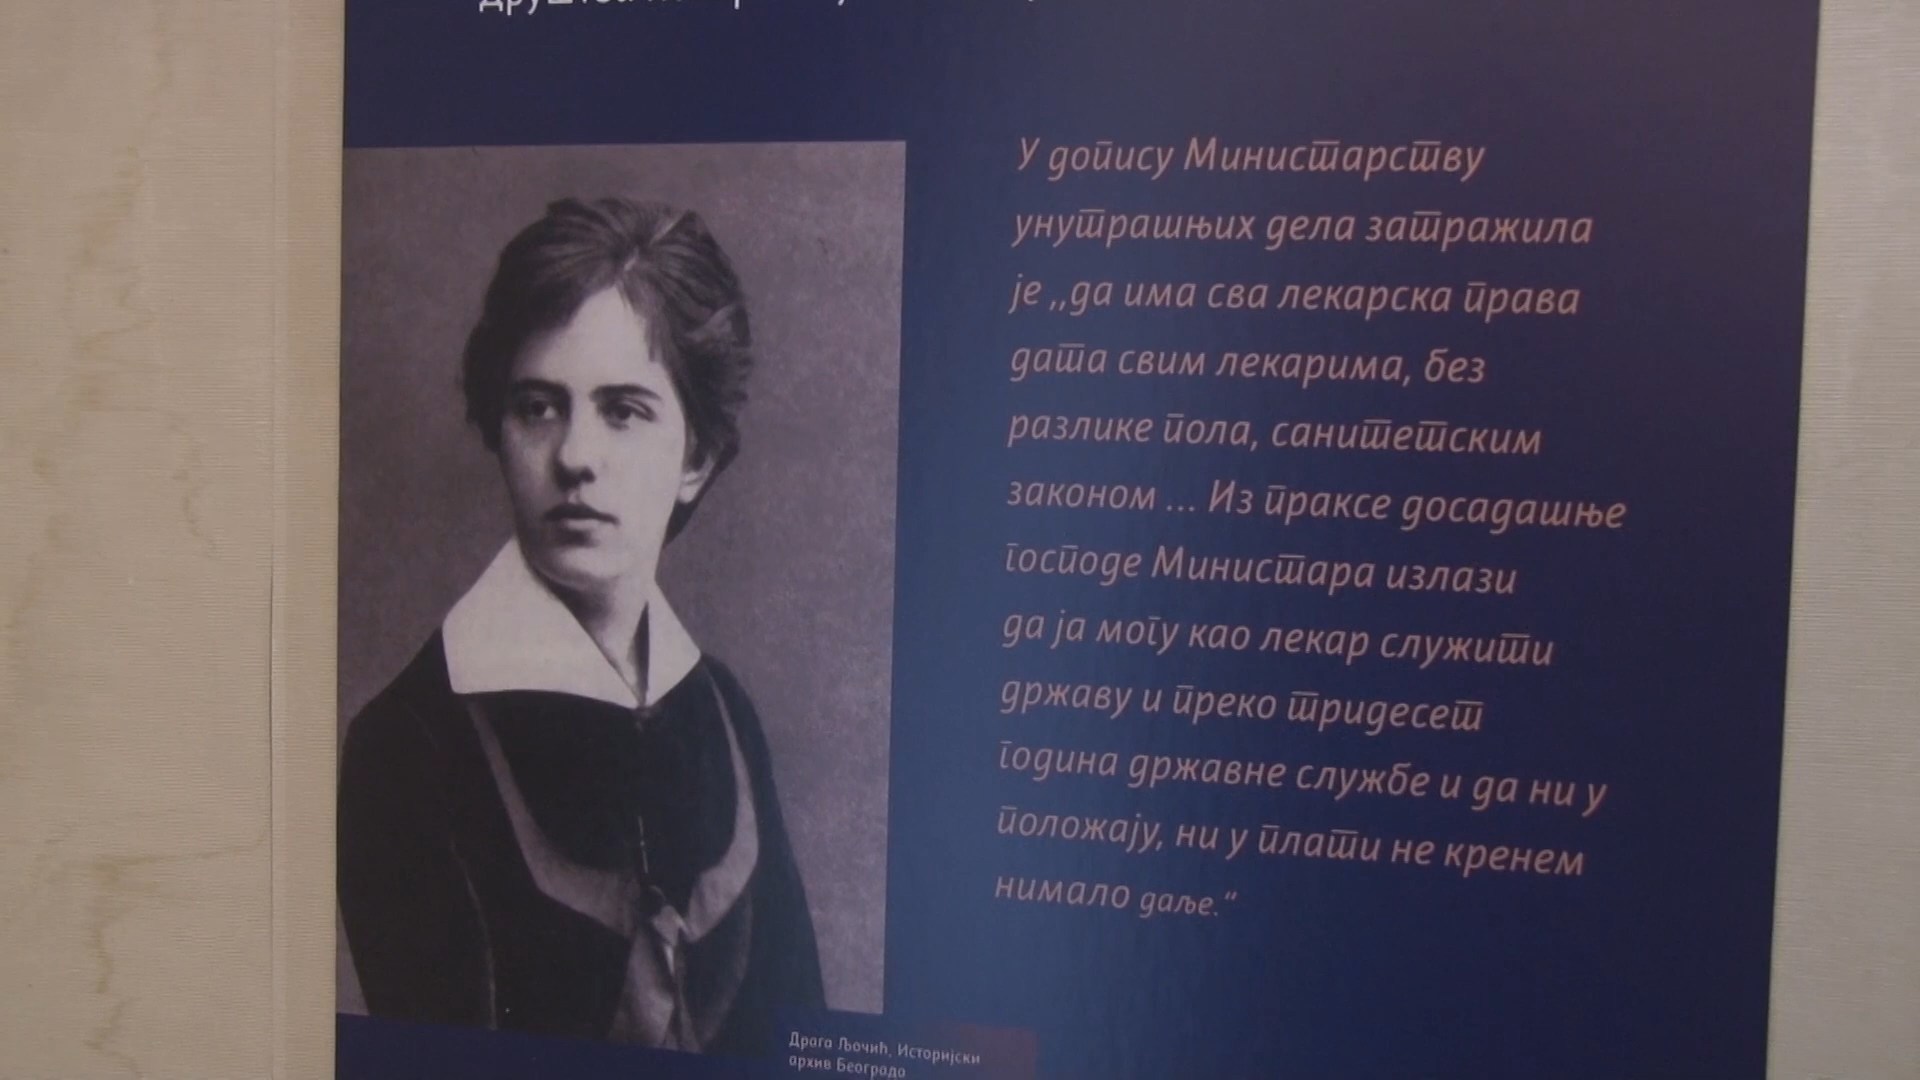 У допису Министарству
унутрашњих дела затражила
је ,,да има сва лекарска права
дата свим лекарима, без
разлике пола, санитетским
законом ... Из праксе досадашње
господе Министара излази
да ја могу као лекар служити
државу и преко тридесет
година државне службе и да ни у
положају, ни у плати не кренем
нимало даље.“
Драга Љочић, Историјски
архив Београда